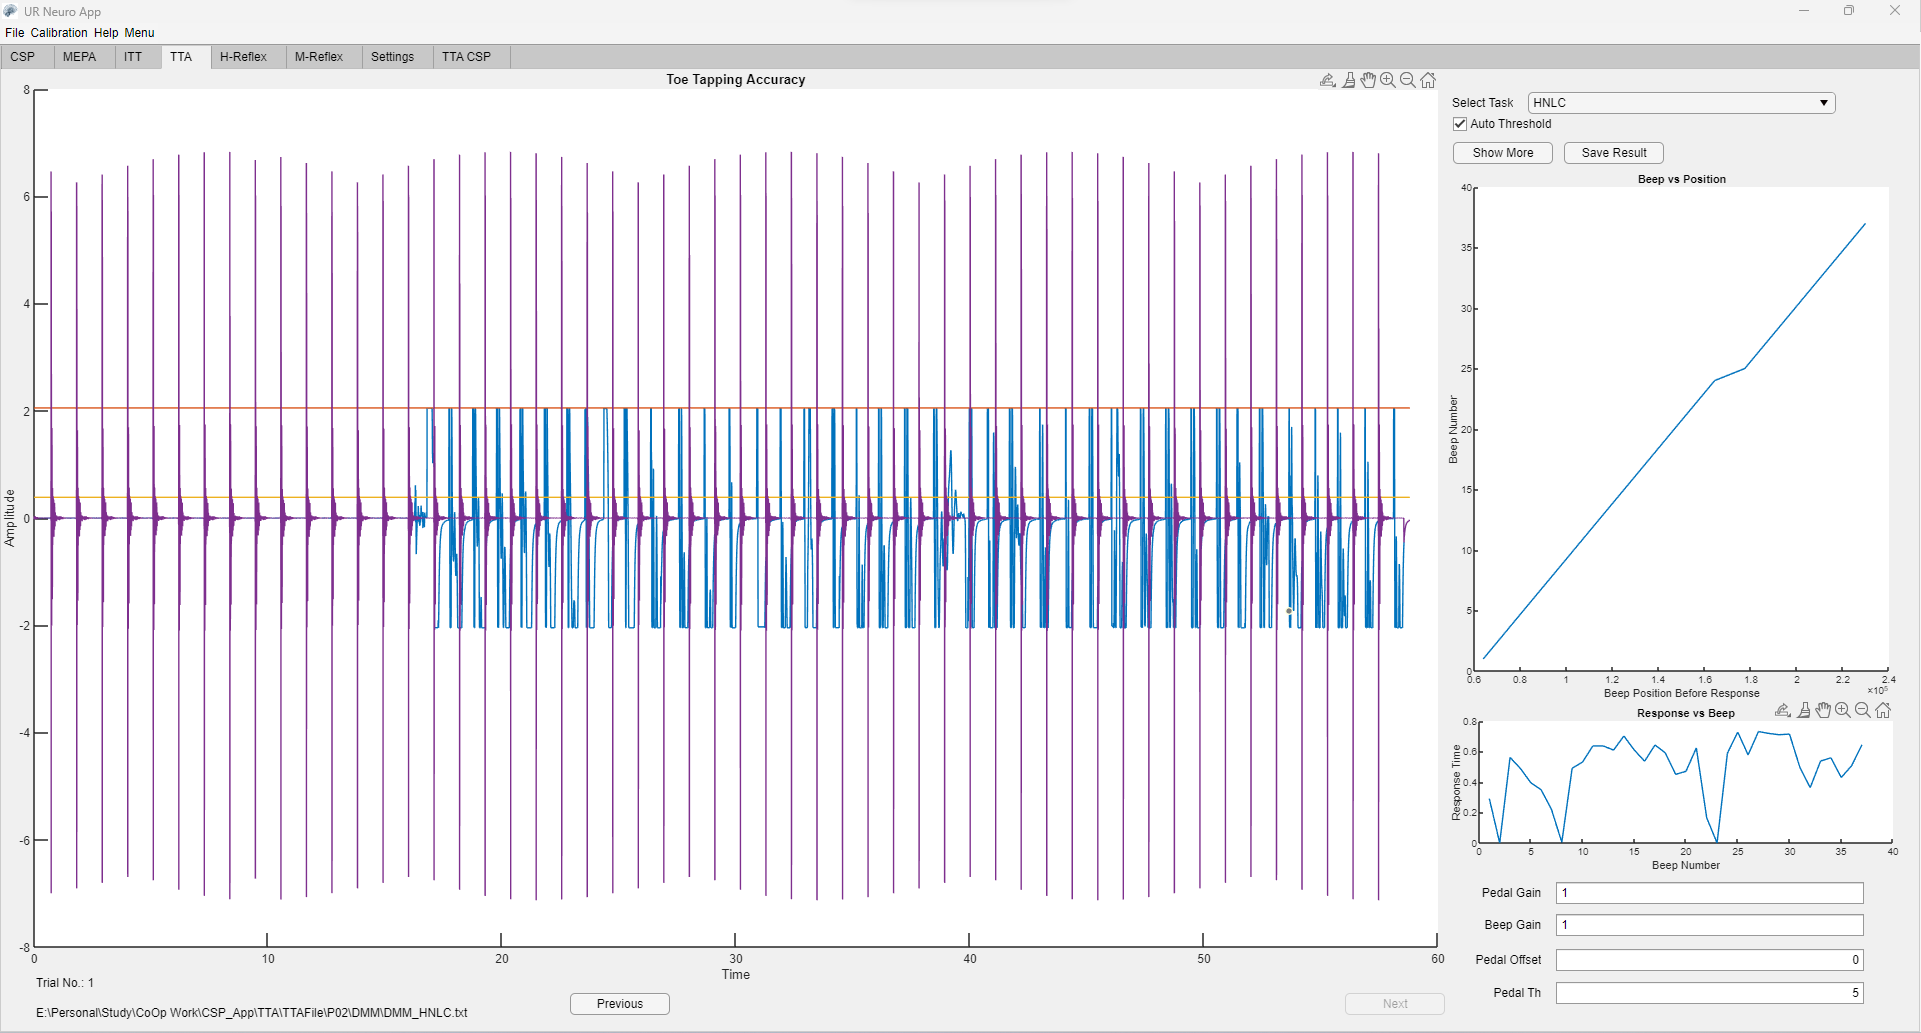 UR Neuro App
File Calibration Help Menu
CSP MEPA ITT TTA H-Reflex M-Reflex Settings TTA CSP
Toe Tapping Accuracy
8
6
4
2
0
-2
-4
-6
-8
Amplitude
0 10 20 30 40 50 60
Time
Trial No.: 1
E:\Personal\Study\CoOp Work\CSP_App\TTA\TTAFile\P02\DMM\DMM_HNLC.txt
Previous
Next
Select Task HNLC
Auto Threshold
Show More Save Result
Beep vs Position
40
35
30
25
20
15
10
5
0
Beep Number
0.6 0.8 1 1.2 1.4 1.6 1.8 2 2.2 2.4
Beep Position Before Response
×10⁵
Response vs Beep
0.8
0.6
0.4
0.2
0
Response Time
0 5 10 15 20 25 30 35 40
Beep Number
Pedal Gain 1
Beep Gain 1
Pedal Offset 0
Pedal Th 5